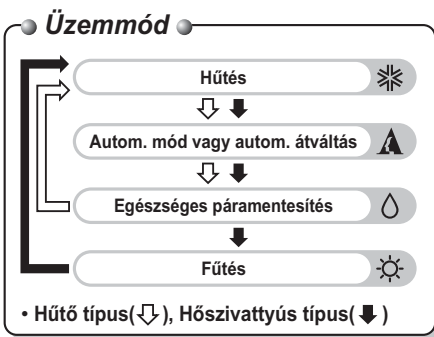 Üzemmód
Hűtés
Autom. mód vagy autom. átváltás
Egészséges páramentesítés
Fűtés
• Hűtő típus( ), Hőszivattyús típus( )